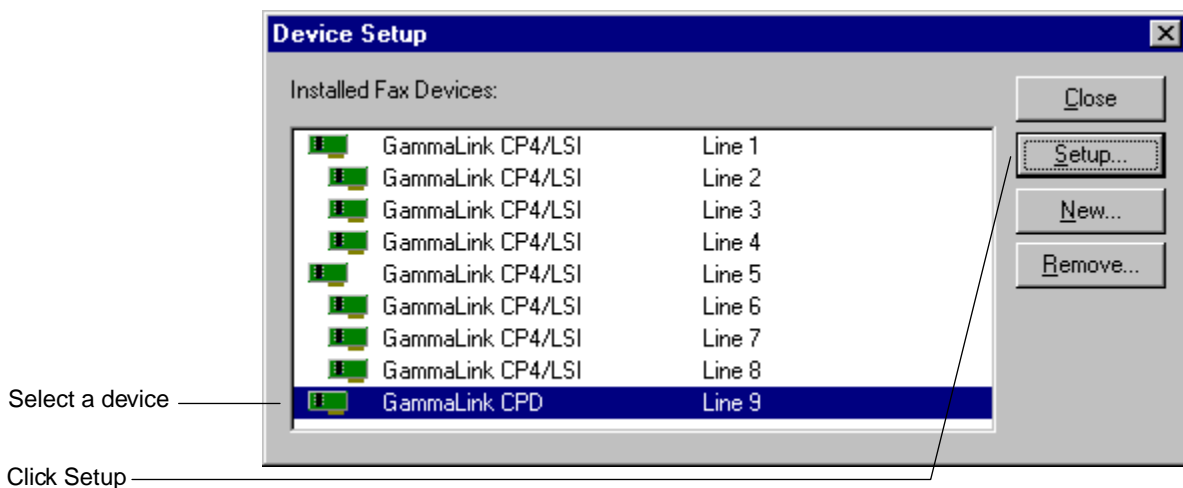 Device Setup
Installed Fax Devices:
Close
GammaLink CP4/LSI Line 1
Setup...
GammaLink CP4/LSI Line 2
GammaLink CP4/LSI Line 3
New...
GammaLink CP4/LSI Line 4
GammaLink CP4/LSI Line 5
Remove...
GammaLink CP4/LSI Line 6
GammaLink CP4/LSI Line 7
GammaLink CP4/LSI Line 8
Select a device
GammaLink CPD Line 9
Click Setup